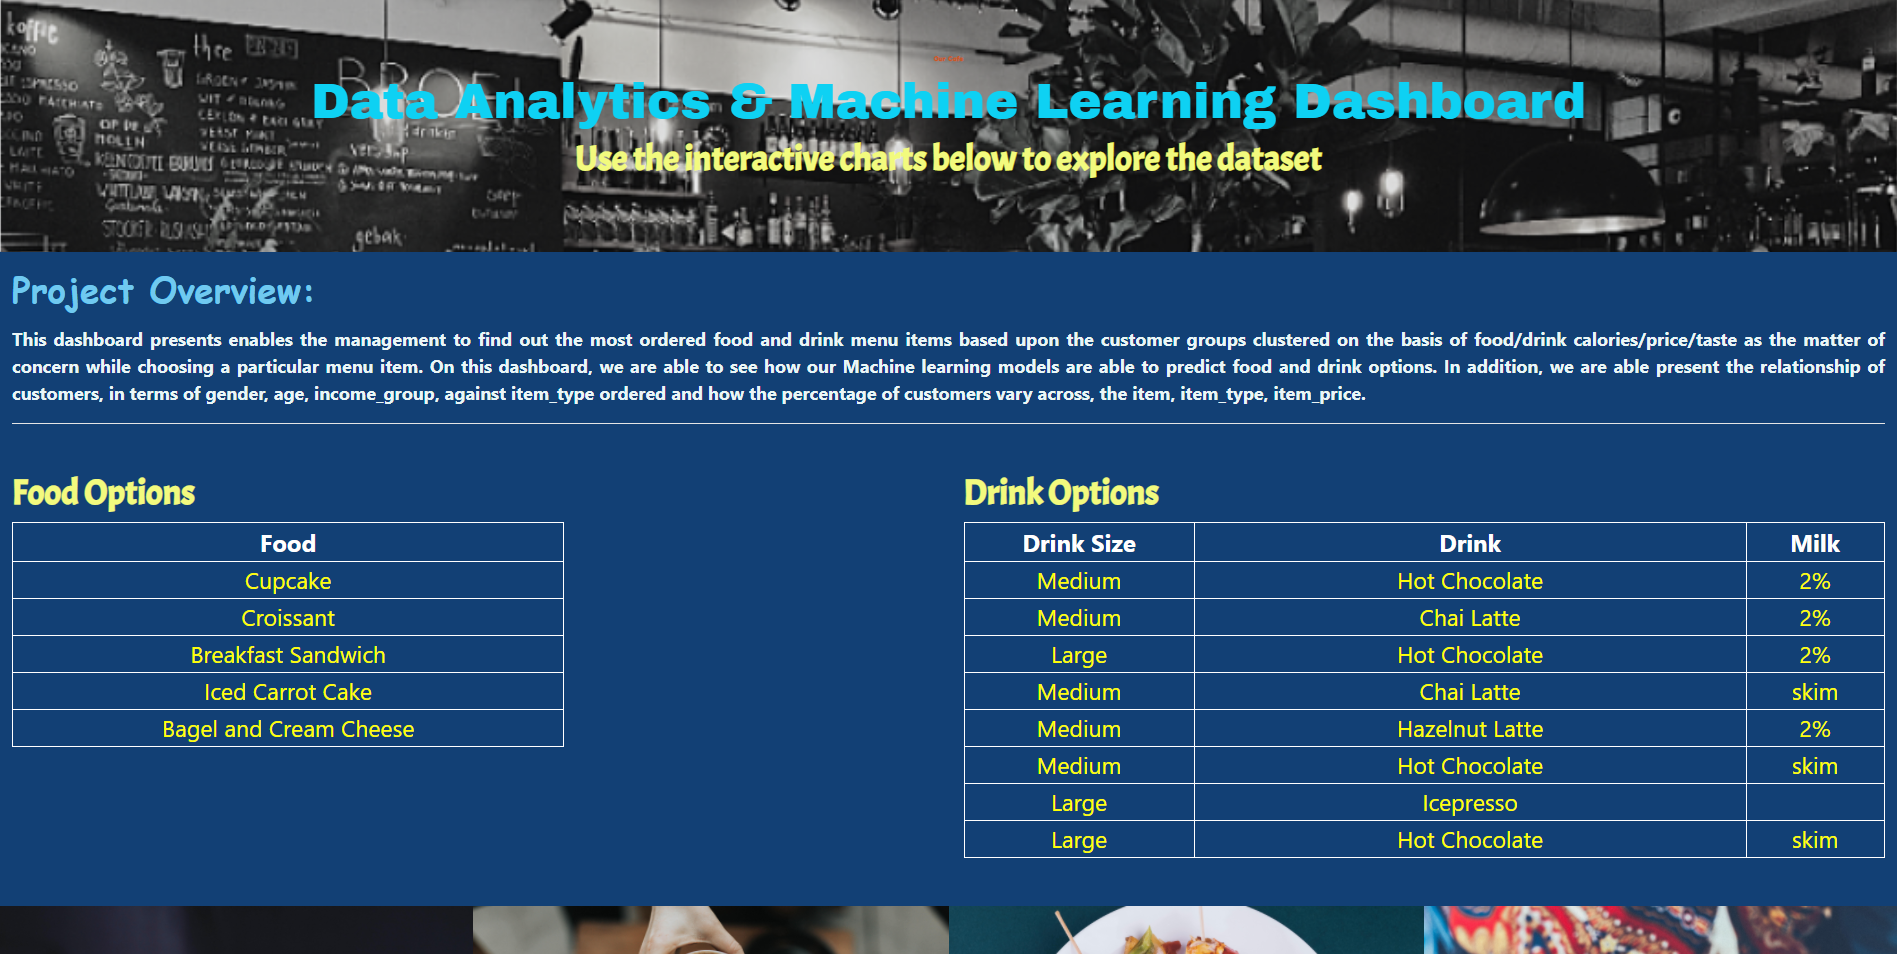 koffie
thee
BROE
Data Analytics & Machine Learning Dashboard
Use the interactive charts below to explore the dataset
gebak
Project Overview:
This dashboard presents enables the management to find out the most ordered food and drink menu items based upon the customer groups clustered on the basis of food/drink calories/price/taste as the matter of
concern while choosing a particular menu item. On this dashboard, we are able to see how our Machine learning models are able to predict food and drink options. In addition, we are able present the relationship of
customers, in terms of gender, age, income_group, against item_type ordered and how the percentage of customers vary across, the item, item_type, item_price.
Food Options
Food
Cupcake
Croissant
Breakfast Sandwich
Iced Carrot Cake
Bagel and Cream Cheese
Drink Options
Drink Size Drink Milk
Medium Hot Chocolate 2%
Medium Chai Latte 2%
Large Hot Chocolate 2%
Medium Chai Latte skim
Medium Hazelnut Latte 2%
Medium Hot Chocolate skim
Large Icepresso
Large Hot Chocolate skim